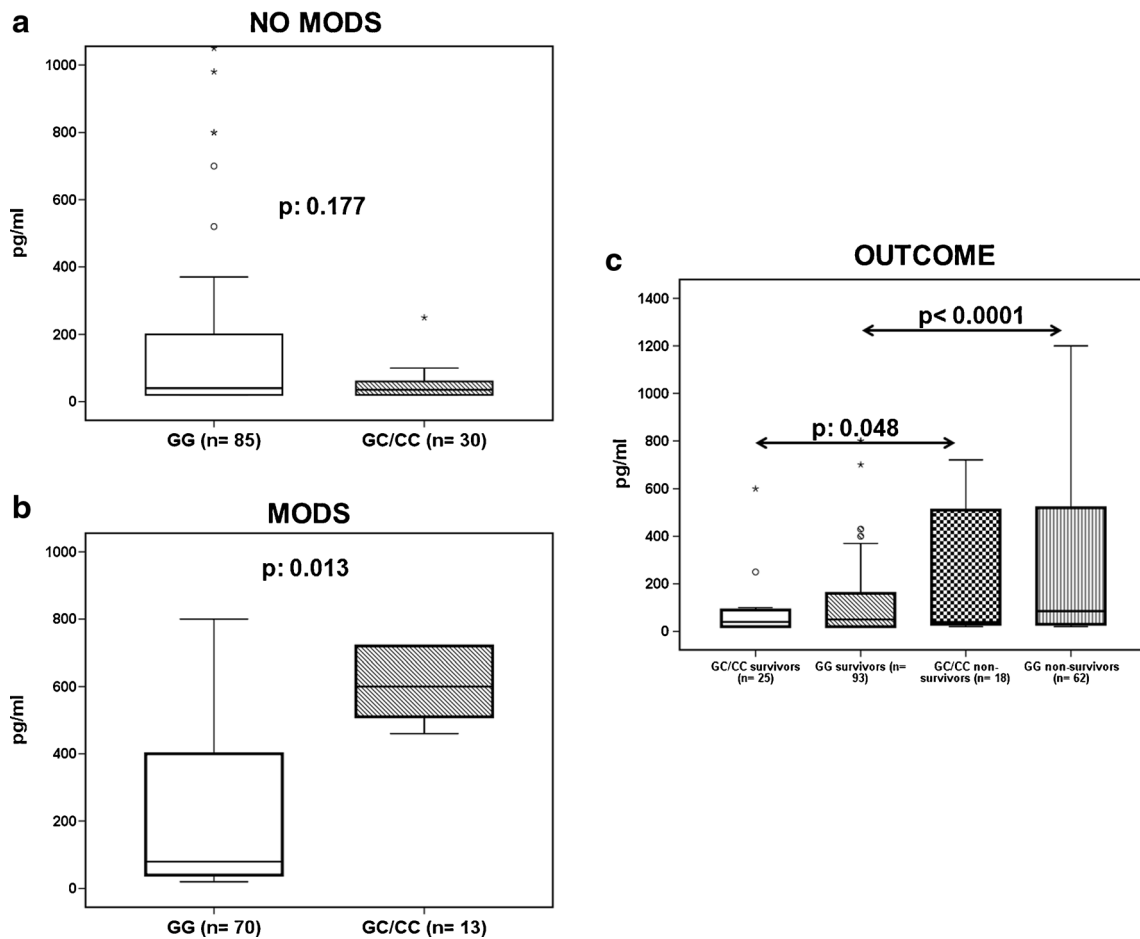 a
NO MODS
1000
800
600
400
200
0
pg/ml
p: 0.177
GG (n= 85)
GC/CC (n= 30)
b
MODS
1000
800
600
400
200
0
pg/ml
p: 0.013
GG (n= 70)
GC/CC (n= 13)
c
OUTCOME
1400
1200
1000
800
600
400
200
0
pg/ml
p< 0.0001
p: 0.048
GC/CC survivors
(n= 25)
GG survivors (n=
93)
GC/CC non-
survivors (n= 18)
GG non-survivors
(n= 62)